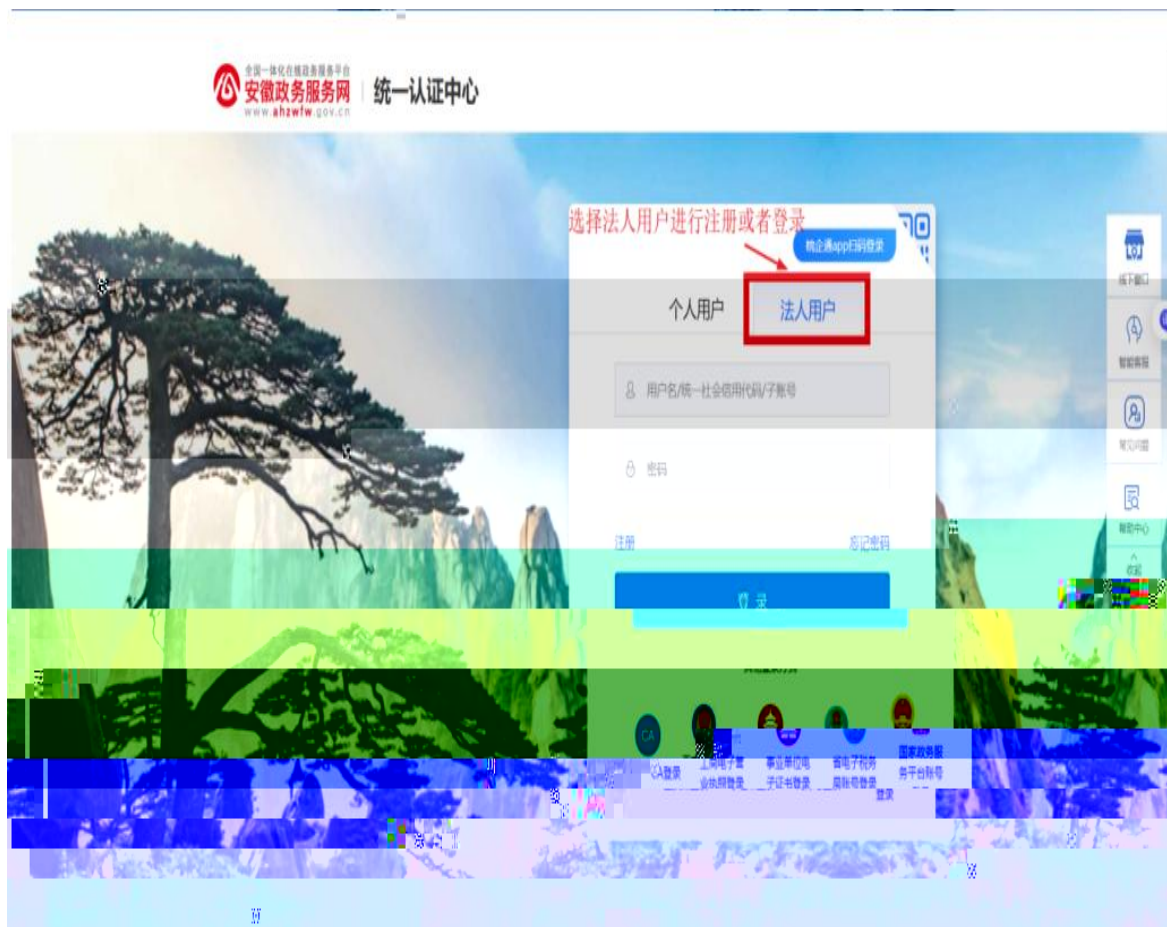 全国一体化在线政务服务平台
安徽政务服务网
www.ahzwfw.gov.cn
统一认证中心
选择法人用户进行注册或者登录
皖企通app扫码登录
个人用户
法人用户
用户名/统一社会信用代码/子账号
密码
注册
忘记密码
登 录
CA
CA登录
工商电子营
业执照登录
事业单位电
子证书登录
省电子税务
局账号登录
国家政务服
务平台账号
登录
线下窗口
智能客服
常见问题
帮助中心
收起